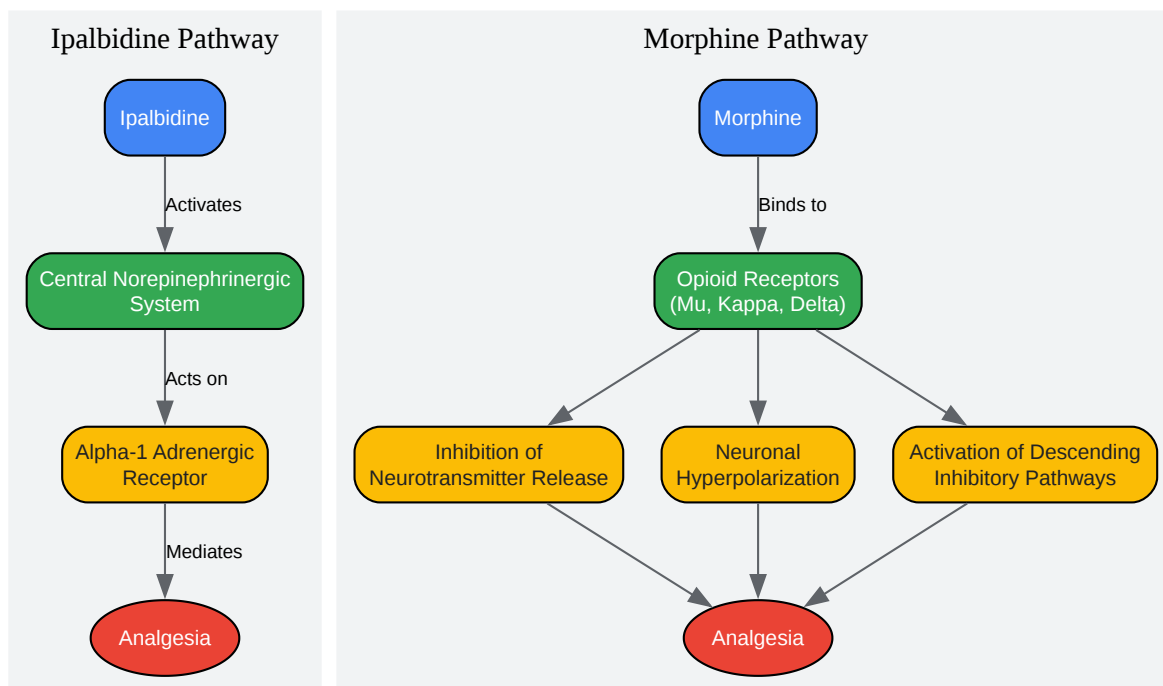 Ipalbidine Pathway
Ipalbidine
Activates
Central Norepinephrinergic
System
Acts on
Alpha-1 Adrenergic
Receptor
Mediates
Analgesia
Morphine Pathway
Morphine
Binds to
Opioid Receptors
(Mu, Kappa, Delta)
Inhibition of
Neurotransmitter Release
Neuronal
Hyperpolarization
Activation of Descending
Inhibitory Pathways
Analgesia